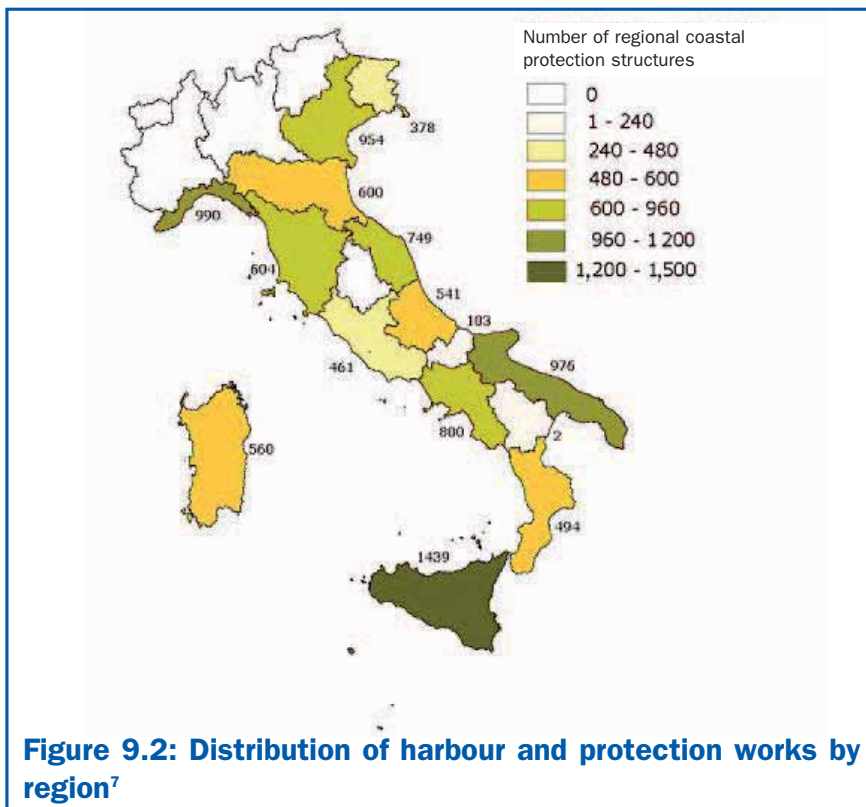 Number of regional coastal
protection structures
0
1 - 240
240 - 480
480 - 600
600 - 960
960 - 1200
1,200 - 1,500
378
954
600
990
749
604
541
103
461
976
800
2
560
494
1439
Figure 9.2: Distribution of harbour and protection works by
region⁷